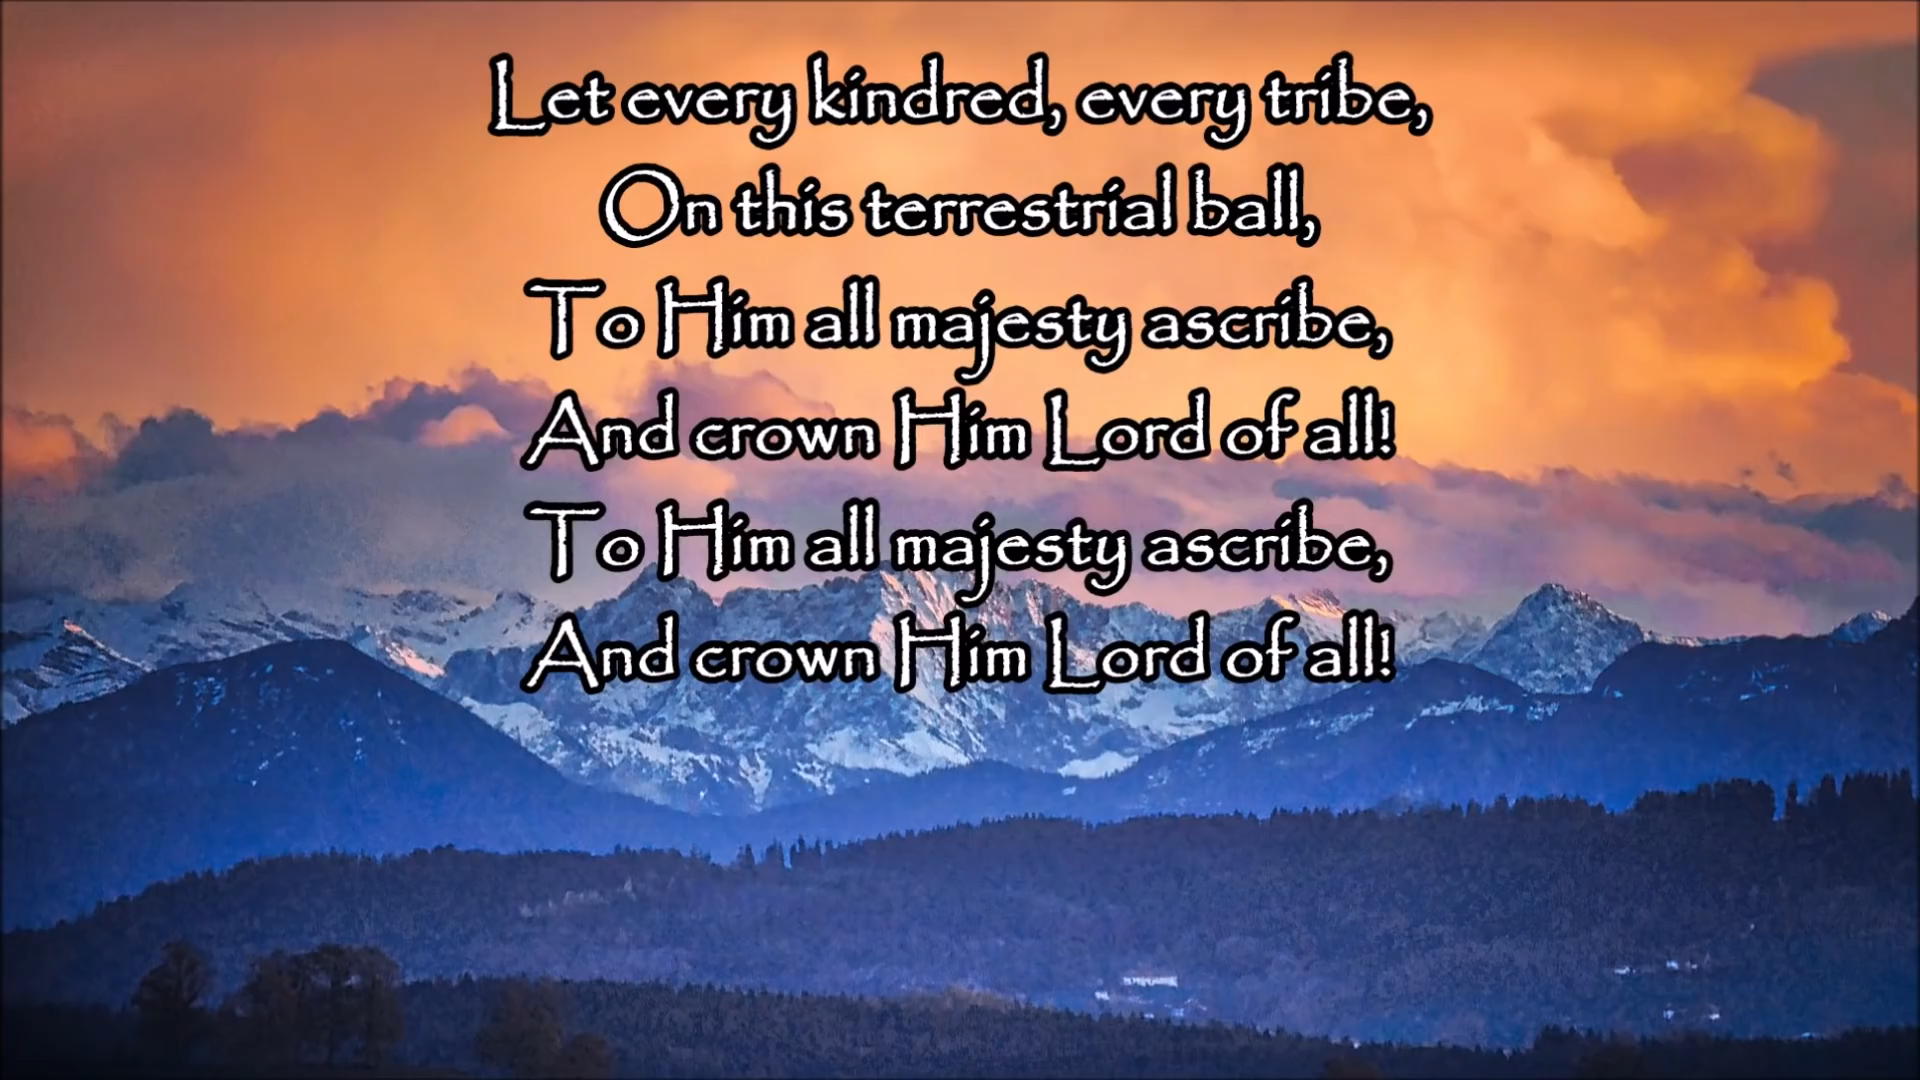 Let every kindred, every tribe,
On this terrestrial ball,
To Him all majesty ascribe,
And crown Him Lord of all!
To Him all majesty ascribe,
And crown Him Lord of all!